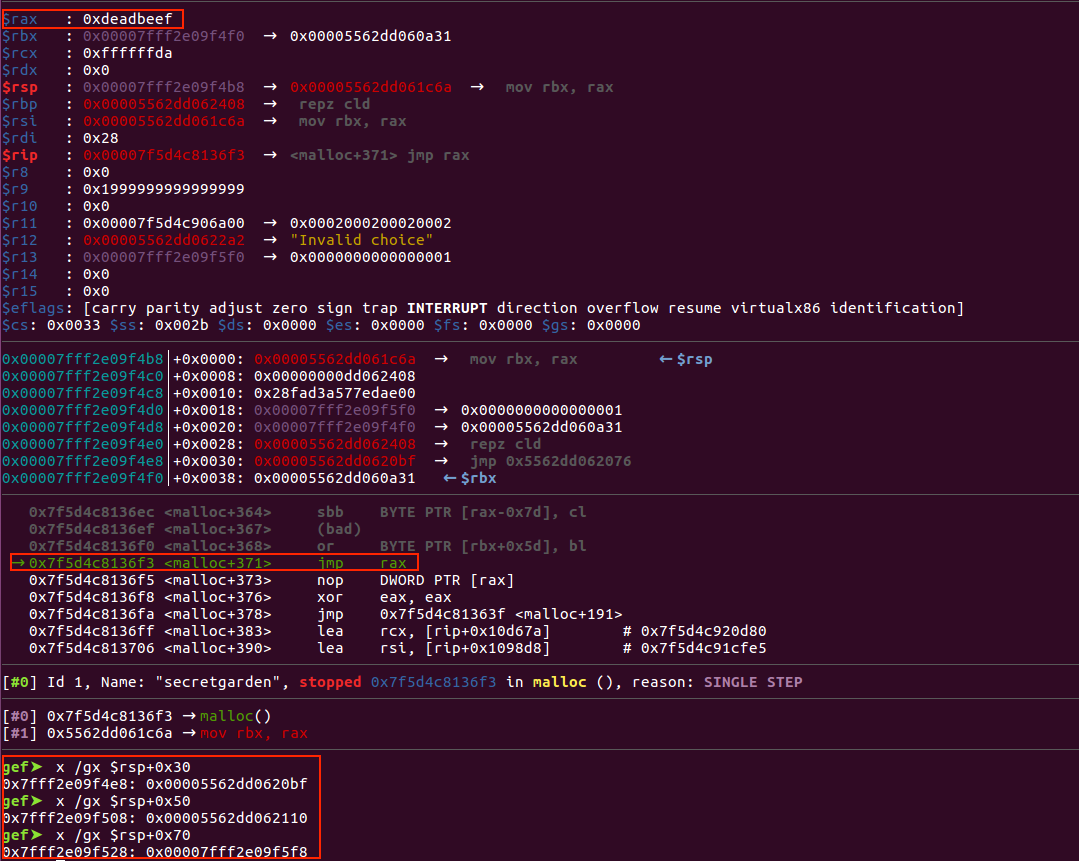 $rax   : 0xdeadbeef
$rbx   : 0x00007fff2e09f4f0  →  0x00005562dd060a31
$rcx   : 0xffffffda
$rdx   : 0x0
$rsp   : 0x00007fff2e09f4b8  →  0x00005562dd061c6a  →   mov rbx, rax
$rbp   : 0x00005562dd062408  →   repz cld
$rsi   : 0x00005562dd061c6a  →   mov rbx, rax
$rdi   : 0x28
$rip   : 0x00007f5d4c8136f3  →  <malloc+371> jmp rax
$r8    : 0x0
$r9    : 0x1999999999999999
$r10   : 0x0
$r11   : 0x00007f5d4c906a00  →  0x0002000200020002
$r12   : 0x00005562dd0622a2  →  "Invalid choice"
$r13   : 0x00007fff2e09f5f0  →  0x0000000000000001
$r14   : 0x0
$r15   : 0x0
$eflags: [carry parity adjust zero sign trap INTERRUPT direction overflow resume virtualx86 identification]
$cs: 0x0033 $ss: 0x002b $ds: 0x0000 $es: 0x0000 $fs: 0x0000 $gs: 0x0000
0x00007fff2e09f4b8│+0x0000: 0x00005562dd061c6a  →   mov rbx, rax         ←$rsp
0x00007fff2e09f4c0│+0x0008: 0x00000000dd062408
0x00007fff2e09f4c8│+0x0010: 0x28fad3a577edae00
0x00007fff2e09f4d0│+0x0018: 0x00007fff2e09f5f0  →  0x0000000000000001
0x00007fff2e09f4d8│+0x0020: 0x00007fff2e09f4f0  →  0x00005562dd060a31
0x00007fff2e09f4e0│+0x0028: 0x00005562dd062408  →   repz cld
0x00007fff2e09f4e8│+0x0030: 0x00005562dd0620bf  →   jmp 0x5562dd062076
0x00007fff2e09f4f0│+0x0038: 0x00005562dd060a31   ←$rbx
0x7f5d4c8136ec <malloc+364>     sbb    BYTE PTR [rax-0x7d], cl
0x7f5d4c8136ef <malloc+367>     (bad)
0x7f5d4c8136f0 <malloc+368>     or     BYTE PTR [rbx+0x5d], bl
→0x7f5d4c8136f3 <malloc+371>     jmp    rax
0x7f5d4c8136f5 <malloc+373>     nop    DWORD PTR [rax]
0x7f5d4c8136f8 <malloc+376>     xor    eax, eax
0x7f5d4c8136fa <malloc+378>     jmp    0x7f5d4c81363f <malloc+191>
0x7f5d4c8136ff <malloc+383>     lea    rcx, [rip+0x10d67a]        # 0x7f5d4c920d80
0x7f5d4c813706 <malloc+390>     lea    rsi, [rip+0x1098d8]        # 0x7f5d4c91cfe5
[#0] Id 1, Name: "secretgarden", stopped 0x7f5d4c8136f3 in malloc (), reason: SINGLE STEP
[#0] 0x7f5d4c8136f3 →malloc()
[#1] 0x5562dd061c6a →mov rbx, rax
gef➤  x /gx $rsp+0x30
0x7fff2e09f4e8: 0x00005562dd0620bf
gef➤  x /gx $rsp+0x50
0x7fff2e09f508: 0x00005562dd062110
gef➤  x /gx $rsp+0x70
0x7fff2e09f528: 0x00007fff2e09f5f8